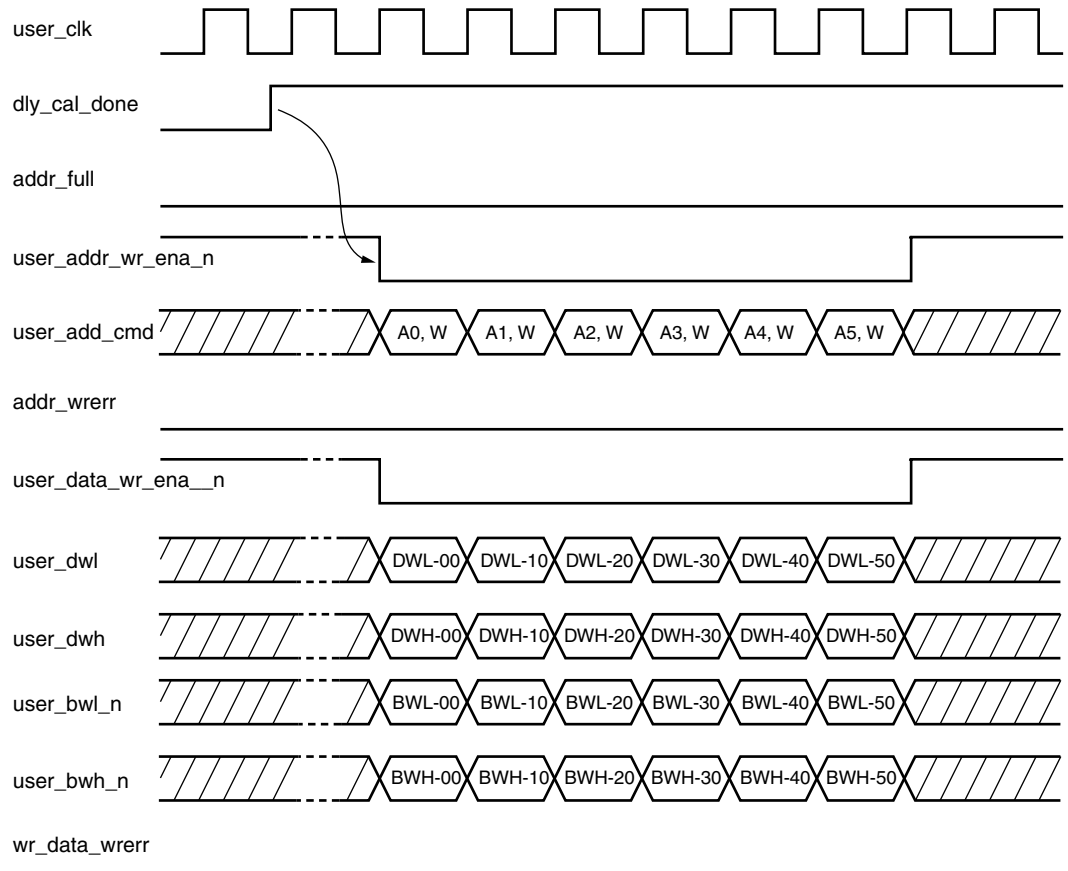 user_clk
dly_cal_done
addr_full
user_addr_wr_ena_n
user_add_cmd A0, W A1, W A2, W A3, W A4, W A5, W
addr_wrerr
user_data_wr_ena__n
user_dwl DWL-00 DWL-10 DWL-20 DWL-30 DWL-40 DWL-50
user_dwh DWH-00 DWH-10 DWH-20 DWH-30 DWH-40 DWH-50
user_bwl_n BWL-00 BWL-10 BWL-20 BWL-30 BWL-40 BWL-50
user_bwh_n BWH-00 BWH-10 BWH-20 BWH-30 BWH-40 BWH-50
wr_data_wrerr